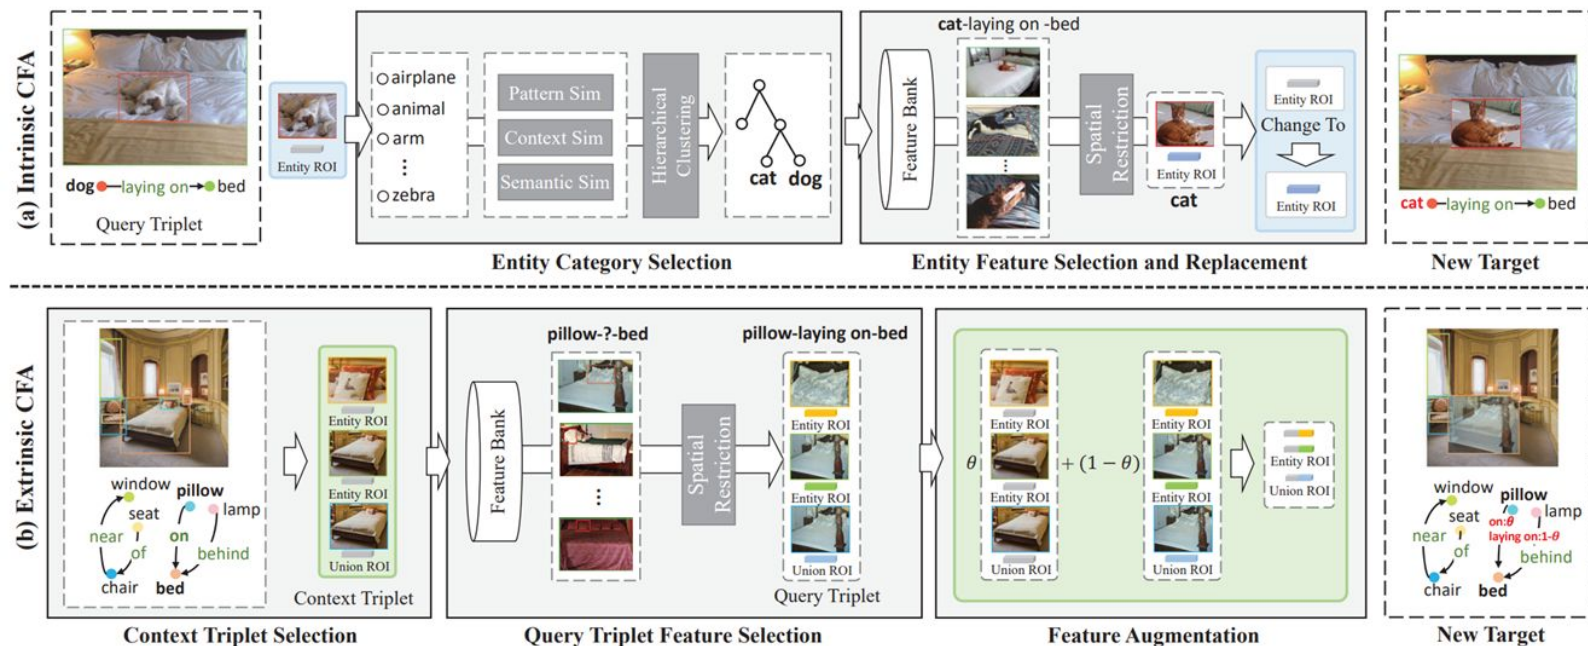 (a) Intrinsic CFA
dog
laying on
bed
Query Triplet
Entity ROI
airplane
animal
arm
⋮
zebra
Pattern Sim
Context Sim
Semantic Sim
Hierarchical
Clustering
cat dog
Entity Category Selection
Feature Bank
cat-laying on -bed
⋮
Spatial
Restriction
Entity ROI
cat
Entity ROI
Change To
Entity ROI
Entity Feature Selection and Replacement
cat
laying on
bed
New Target
(b) Extrinsic CFA
window
pillow
seat
lamp
near
of
on
behind
chair
bed
Entity ROI
Entity ROI
Union ROI
Context Triplet
Context Triplet Selection
Feature Bank
pillow-?-bed
⋮
Spatial
Restriction
pillow-laying on-bed
Entity ROI
Entity ROI
Union ROI
Query Triplet
Query Triplet Feature Selection
θ
Entity ROI
Entity ROI
Union ROI
+ (1 − θ)
Entity ROI
Entity ROI
Union ROI
Entity ROI
Union ROI
Feature Augmentation
window
pillow
seat
lamp
on:θ
laying on:1-θ
near
of
behind
chair
bed
New Target